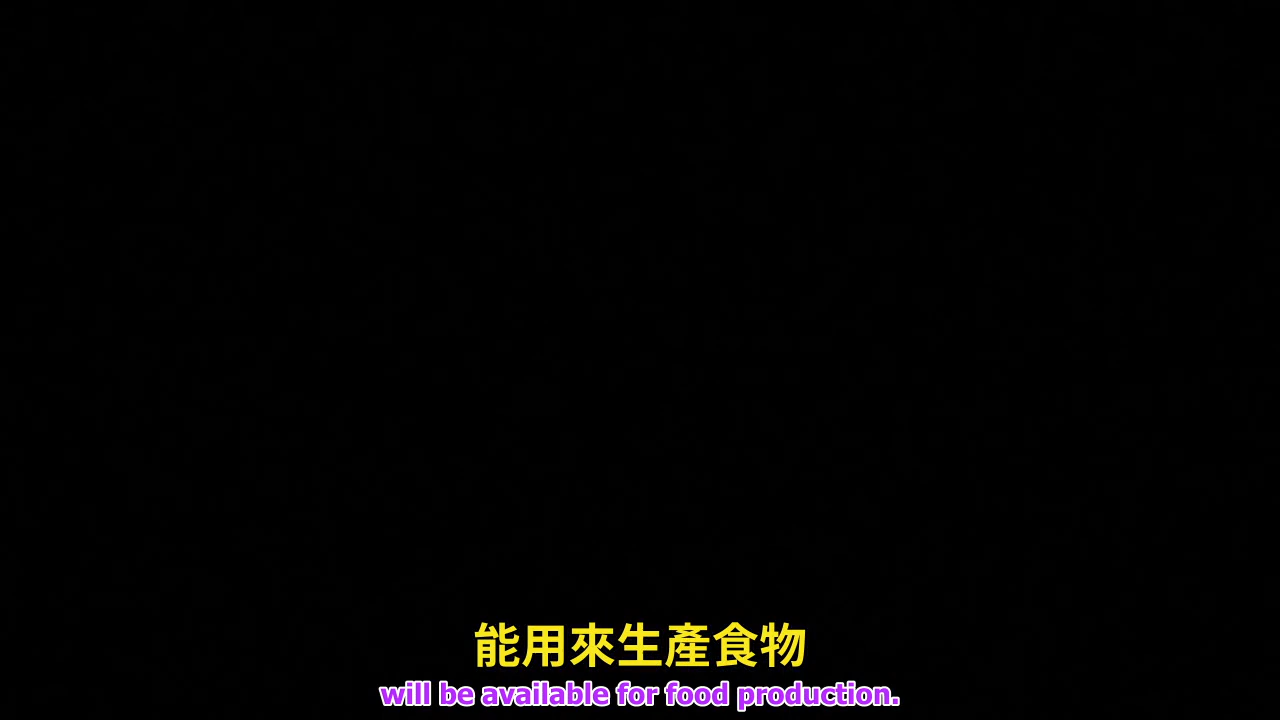 能用來生產食物
will be available for food production.